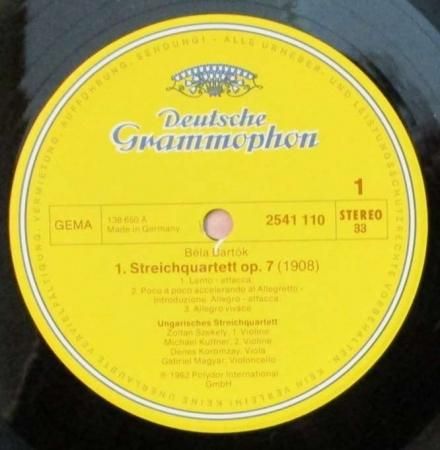 VERMIETUNG · AUFFÜHRUNG, SENDUNG! - ALLE URHEBER- UND LEISTUNGSSCHUTZRECHTE VORBEHALTEN. KEIN VERLEIH! KEINE UNERLAUBTE VERVIELFÄLTIGUNG,
Deutsche
Grammophon
1
GEMA
138 650 A
Made in Germany
2541 110
STEREO
33
Béla Bartók
1. Streichquartett op. 7 (1908)
1. Lento - attacca:
2. Poco a poco accelerando al Allegretto -
Introduzione. Allegro - attacca:
3. Allegro vivace
Ungarisches Streichquartett
Zoltan Szekely, 1. Violine
Michael Kuttner, 2. Violine
Denes Koromzay, Viola
Gabriel Magyar, Violoncello
℗ 1962 Polydor International
GmbH